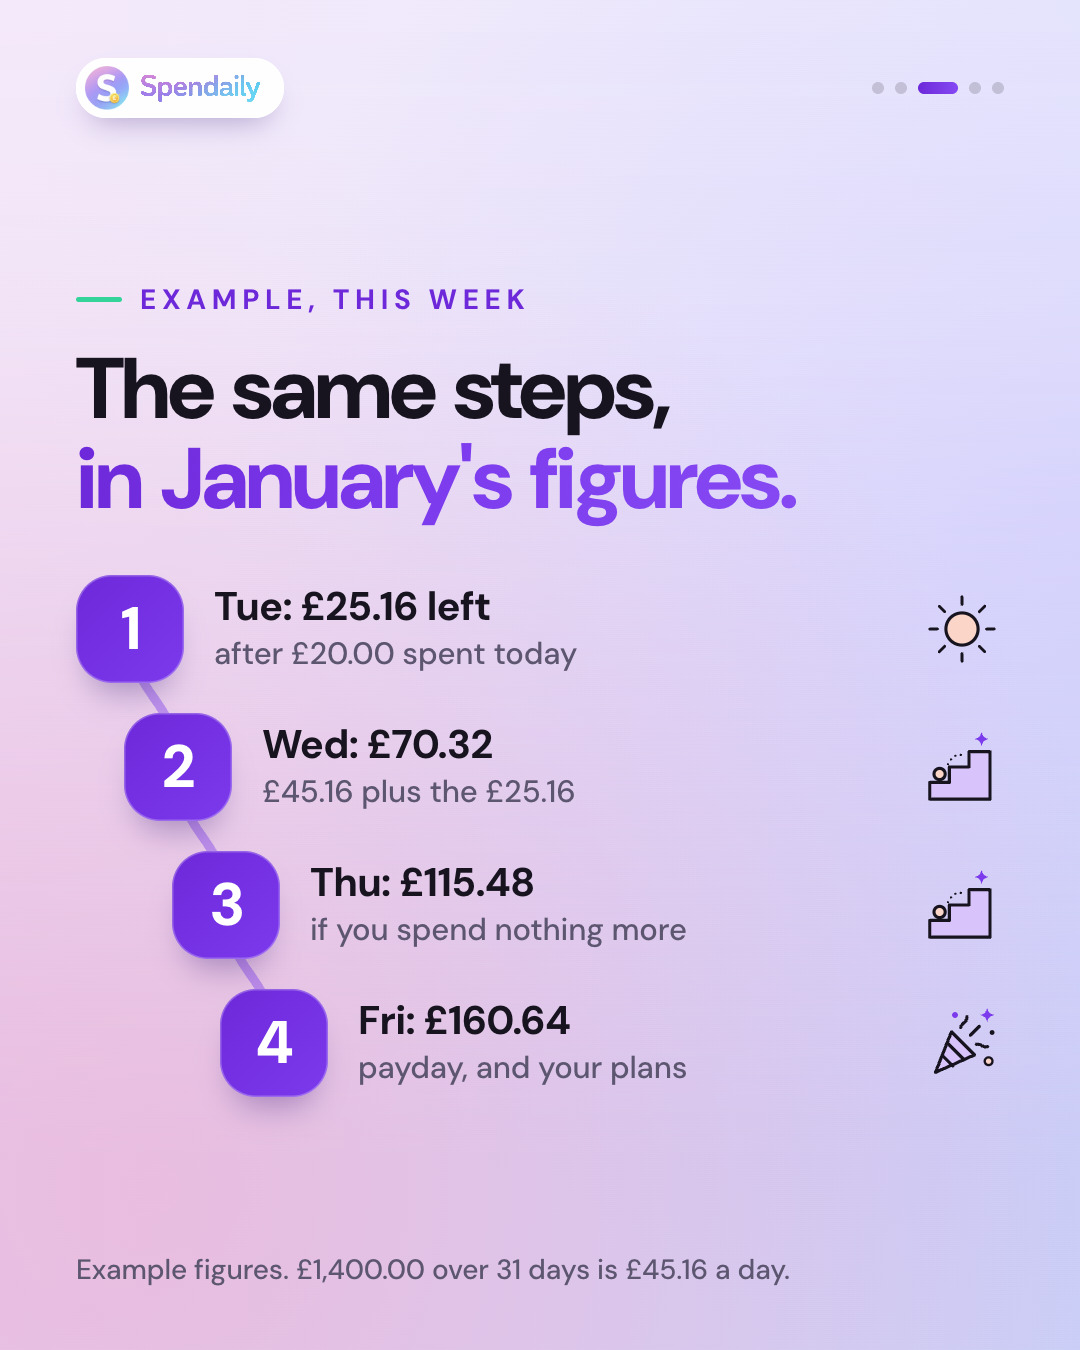 Spendaily
EXAMPLE, THIS WEEK
The same steps,
in January's figures.
1
Tue: £25.16 left
after £20.00 spent today
2
Wed: £70.32
£45.16 plus the £25.16
3
Thu: £115.48
if you spend nothing more
4
Fri: £160.64
payday, and your plans
Example figures. £1,400.00 over 31 days is £45.16 a day.